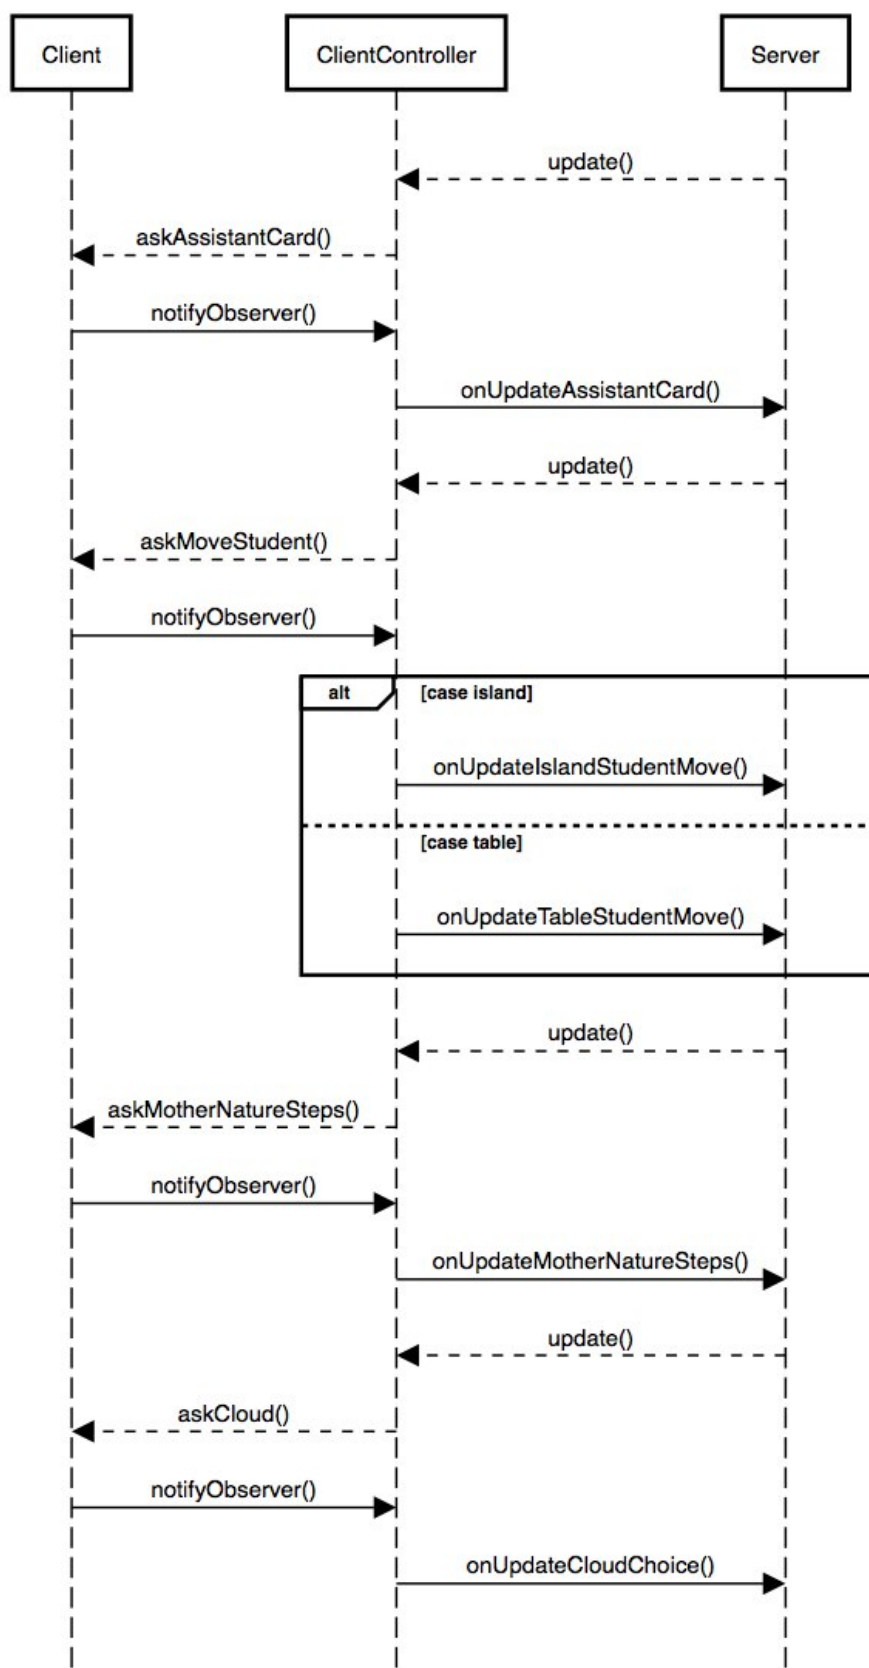 Client
ClientController
Server
update()
askAssistantCard()
notifyObserver()
onUpdateAssistantCard()
update()
askMoveStudent()
notifyObserver()
alt
[case island]
onUpdateIslandStudentMove()
[case table]
onUpdateTableStudentMove()
update()
askMotherNatureSteps()
notifyObserver()
onUpdateMotherNatureSteps()
update()
askCloud()
notifyObserver()
onUpdateCloudChoice()